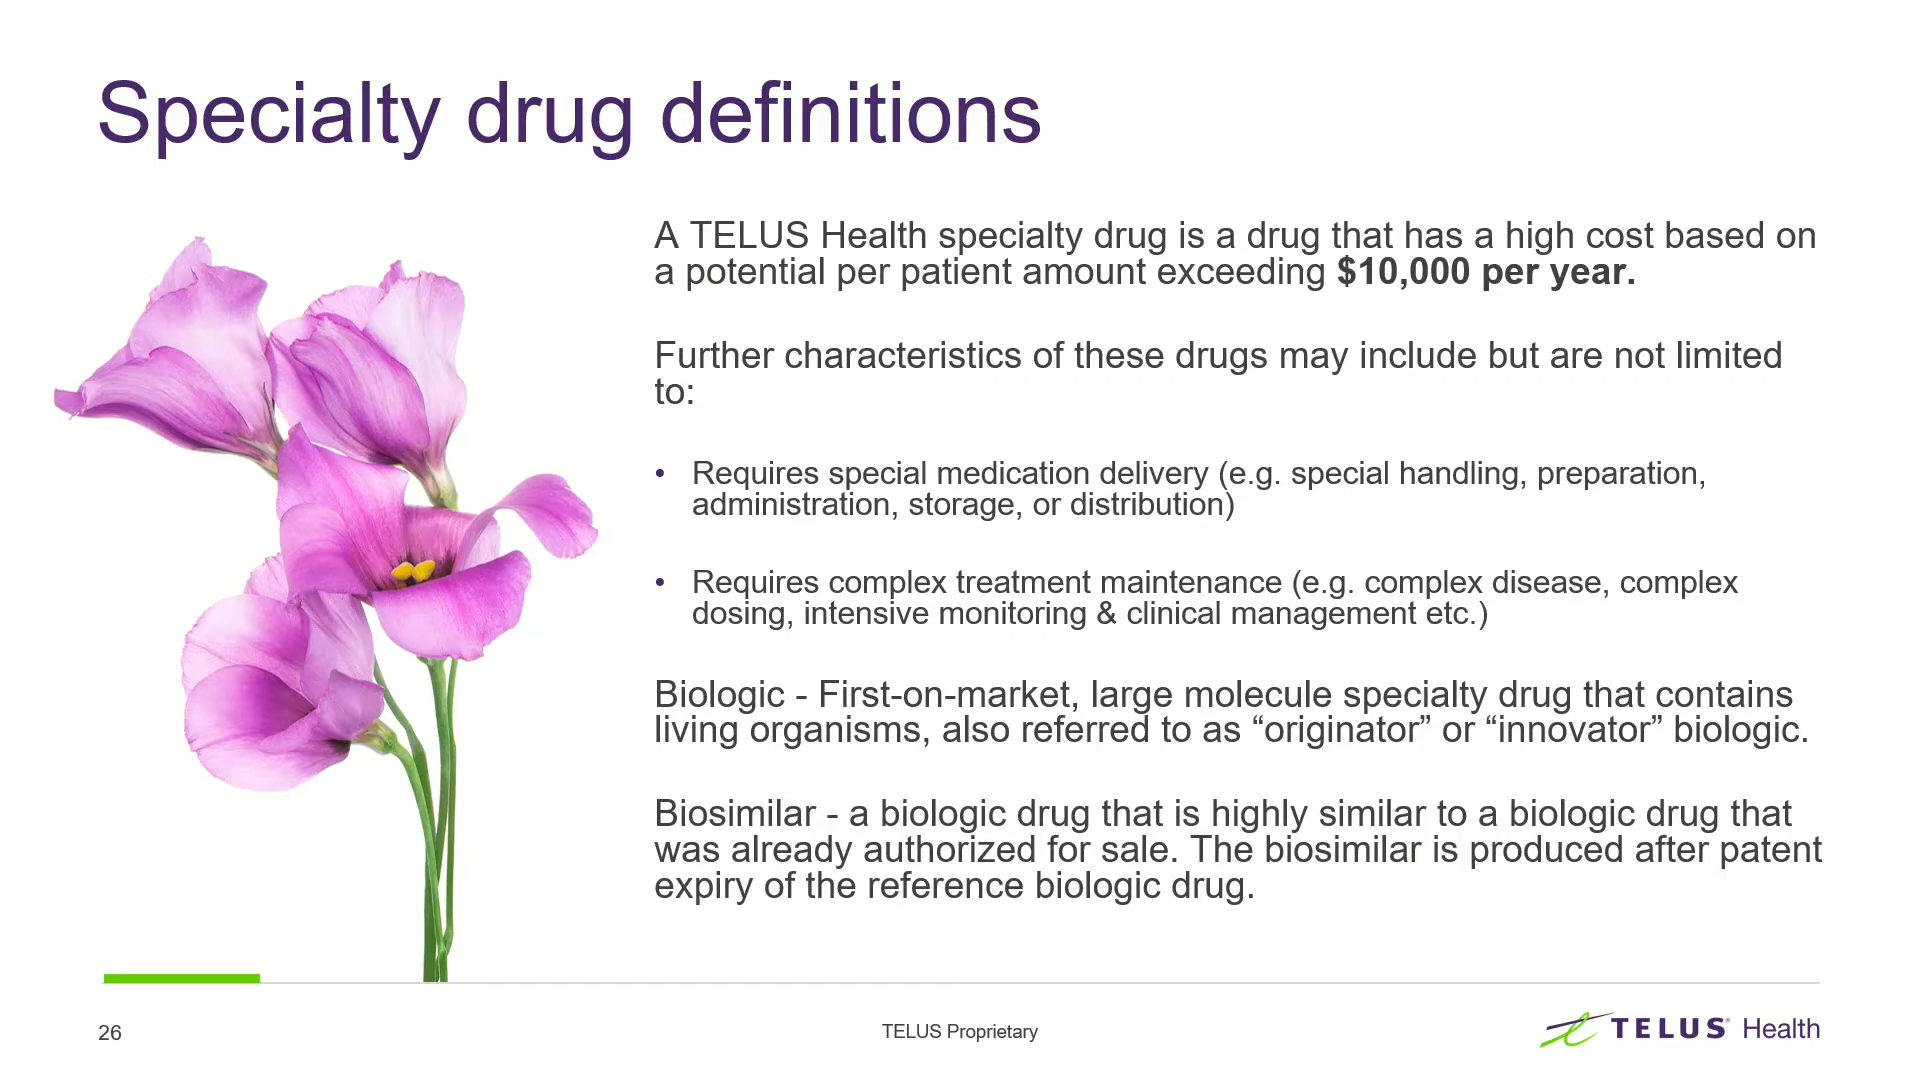 Specialty drug definitions
A TELUS Health specialty drug is a drug that has a high cost based on
a potential per patient amount exceeding $10,000 per year.
Further characteristics of these drugs may include but are not limited
to:
• Requires special medication delivery (e.g. special handling, preparation,
administration, storage, or distribution)
• Requires complex treatment maintenance (e.g. complex disease, complex
dosing, intensive monitoring & clinical management etc.)
Biologic - First-on-market, large molecule specialty drug that contains
living organisms, also referred to as “originator” or “innovator” biologic.
Biosimilar - a biologic drug that is highly similar to a biologic drug that
was already authorized for sale. The biosimilar is produced after patent
expiry of the reference biologic drug.
26
TELUS Proprietary
TELUS® Health